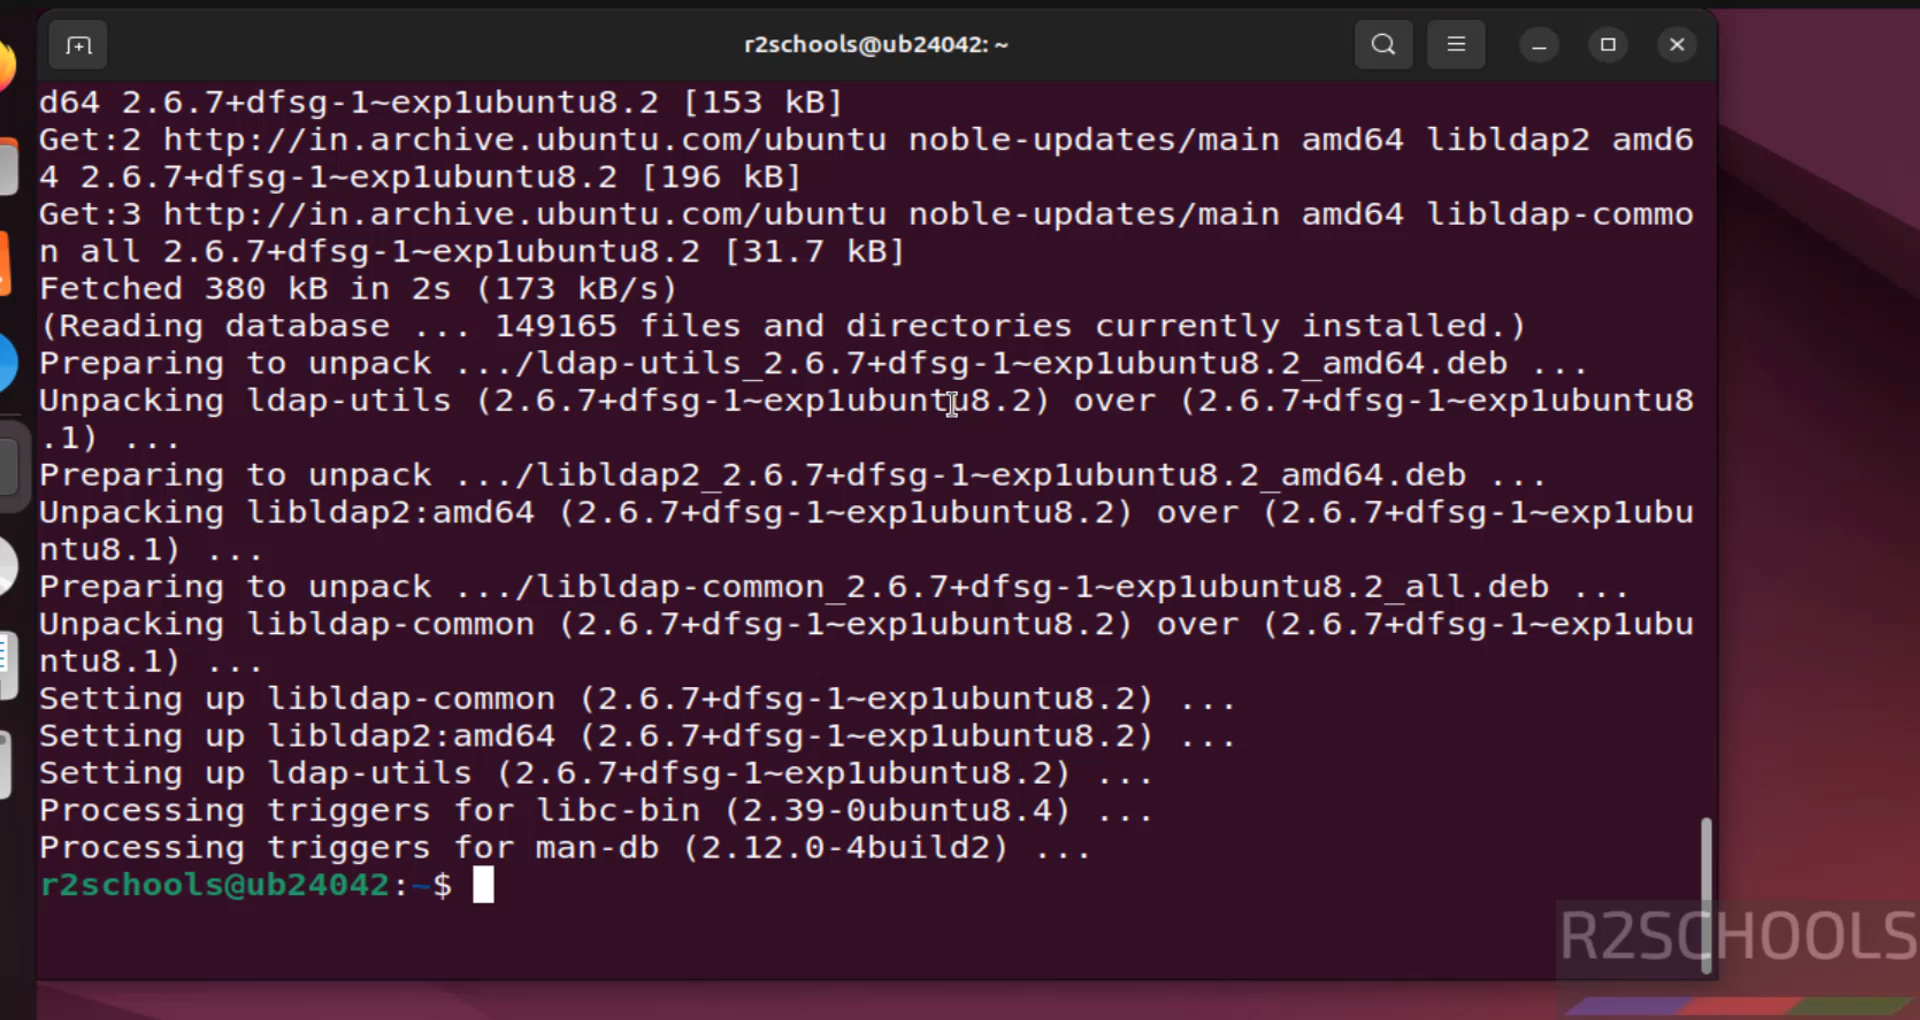 r2schools@ub24042: ~
d64 2.6.7+dfsg-1~exp1ubuntu8.2 [153 kB]
Get:2 http://in.archive.ubuntu.com/ubuntu noble-updates/main amd64 libldap2 amd6
4 2.6.7+dfsg-1~exp1ubuntu8.2 [196 kB]
Get:3 http://in.archive.ubuntu.com/ubuntu noble-updates/main amd64 libldap-commo
n all 2.6.7+dfsg-1~exp1ubuntu8.2 [31.7 kB]
Fetched 380 kB in 2s (173 kB/s)
(Reading database ... 149165 files and directories currently installed.)
Preparing to unpack .../ldap-utils_2.6.7+dfsg-1~exp1ubuntu8.2_amd64.deb ...
Unpacking ldap-utils (2.6.7+dfsg-1~exp1ubuntu8.2) over (2.6.7+dfsg-1~exp1ubuntu8
.1) ...
Preparing to unpack .../libldap2_2.6.7+dfsg-1~exp1ubuntu8.2_amd64.deb ...
Unpacking libldap2:amd64 (2.6.7+dfsg-1~exp1ubuntu8.2) over (2.6.7+dfsg-1~exp1ubu
ntu8.1) ...
Preparing to unpack .../libldap-common_2.6.7+dfsg-1~exp1ubuntu8.2_all.deb ...
Unpacking libldap-common (2.6.7+dfsg-1~exp1ubuntu8.2) over (2.6.7+dfsg-1~exp1ubu
ntu8.1) ...
Setting up libldap-common (2.6.7+dfsg-1~exp1ubuntu8.2) ...
Setting up libldap2:amd64 (2.6.7+dfsg-1~exp1ubuntu8.2) ...
Setting up ldap-utils (2.6.7+dfsg-1~exp1ubuntu8.2) ...
Processing triggers for libc-bin (2.39-0ubuntu8.4) ...
Processing triggers for man-db (2.12.0-4build2) ...
r2schools@ub24042:~$
R2SCHOOLS